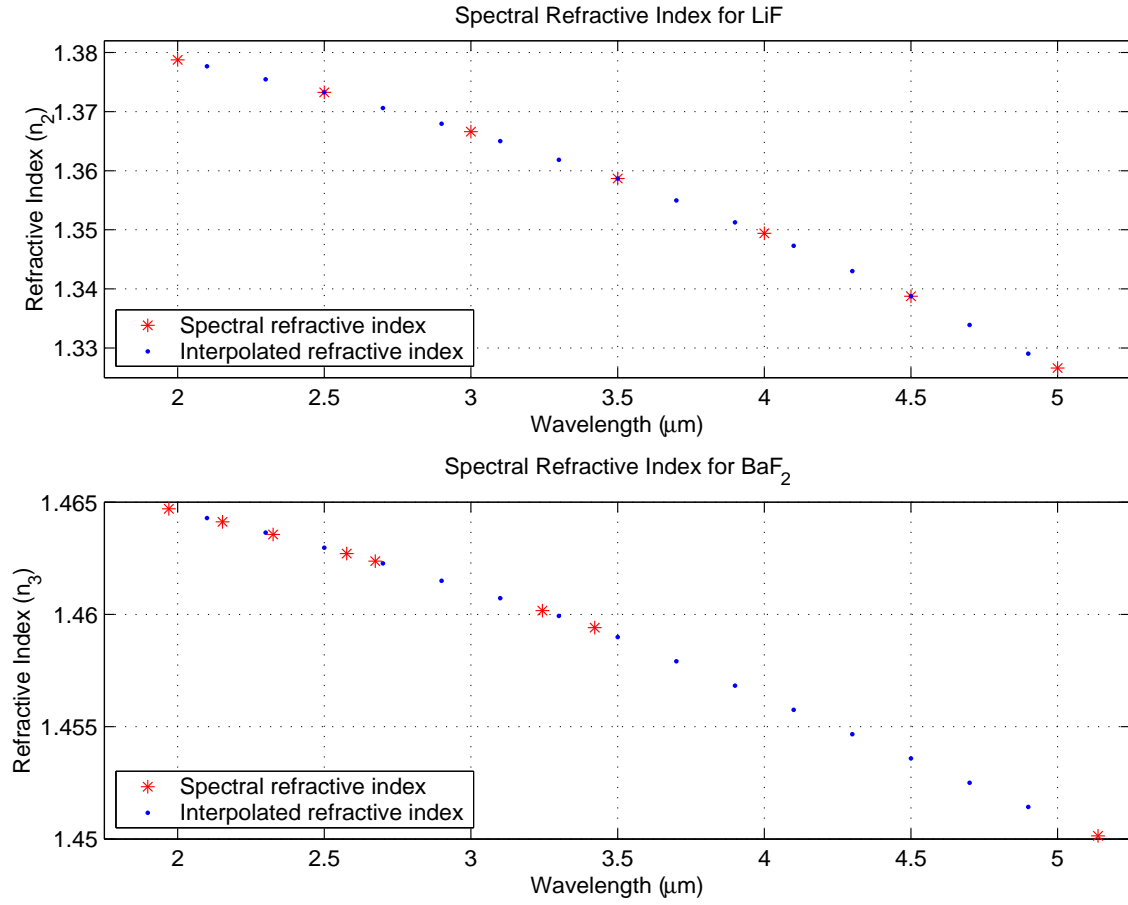 Spectral Refractive Index for LiF
Refractive Index (n2)
1.38
1.37
1.36
1.35
1.34
1.33
Spectral refractive index
Interpolated refractive index
2 2.5 3 3.5 4 4.5 5
Wavelength (μm)
Spectral Refractive Index for BaF2
Refractive Index (n3)
1.465
1.46
1.455
1.45
Spectral refractive index
Interpolated refractive index
2 2.5 3 3.5 4 4.5 5
Wavelength (μm)